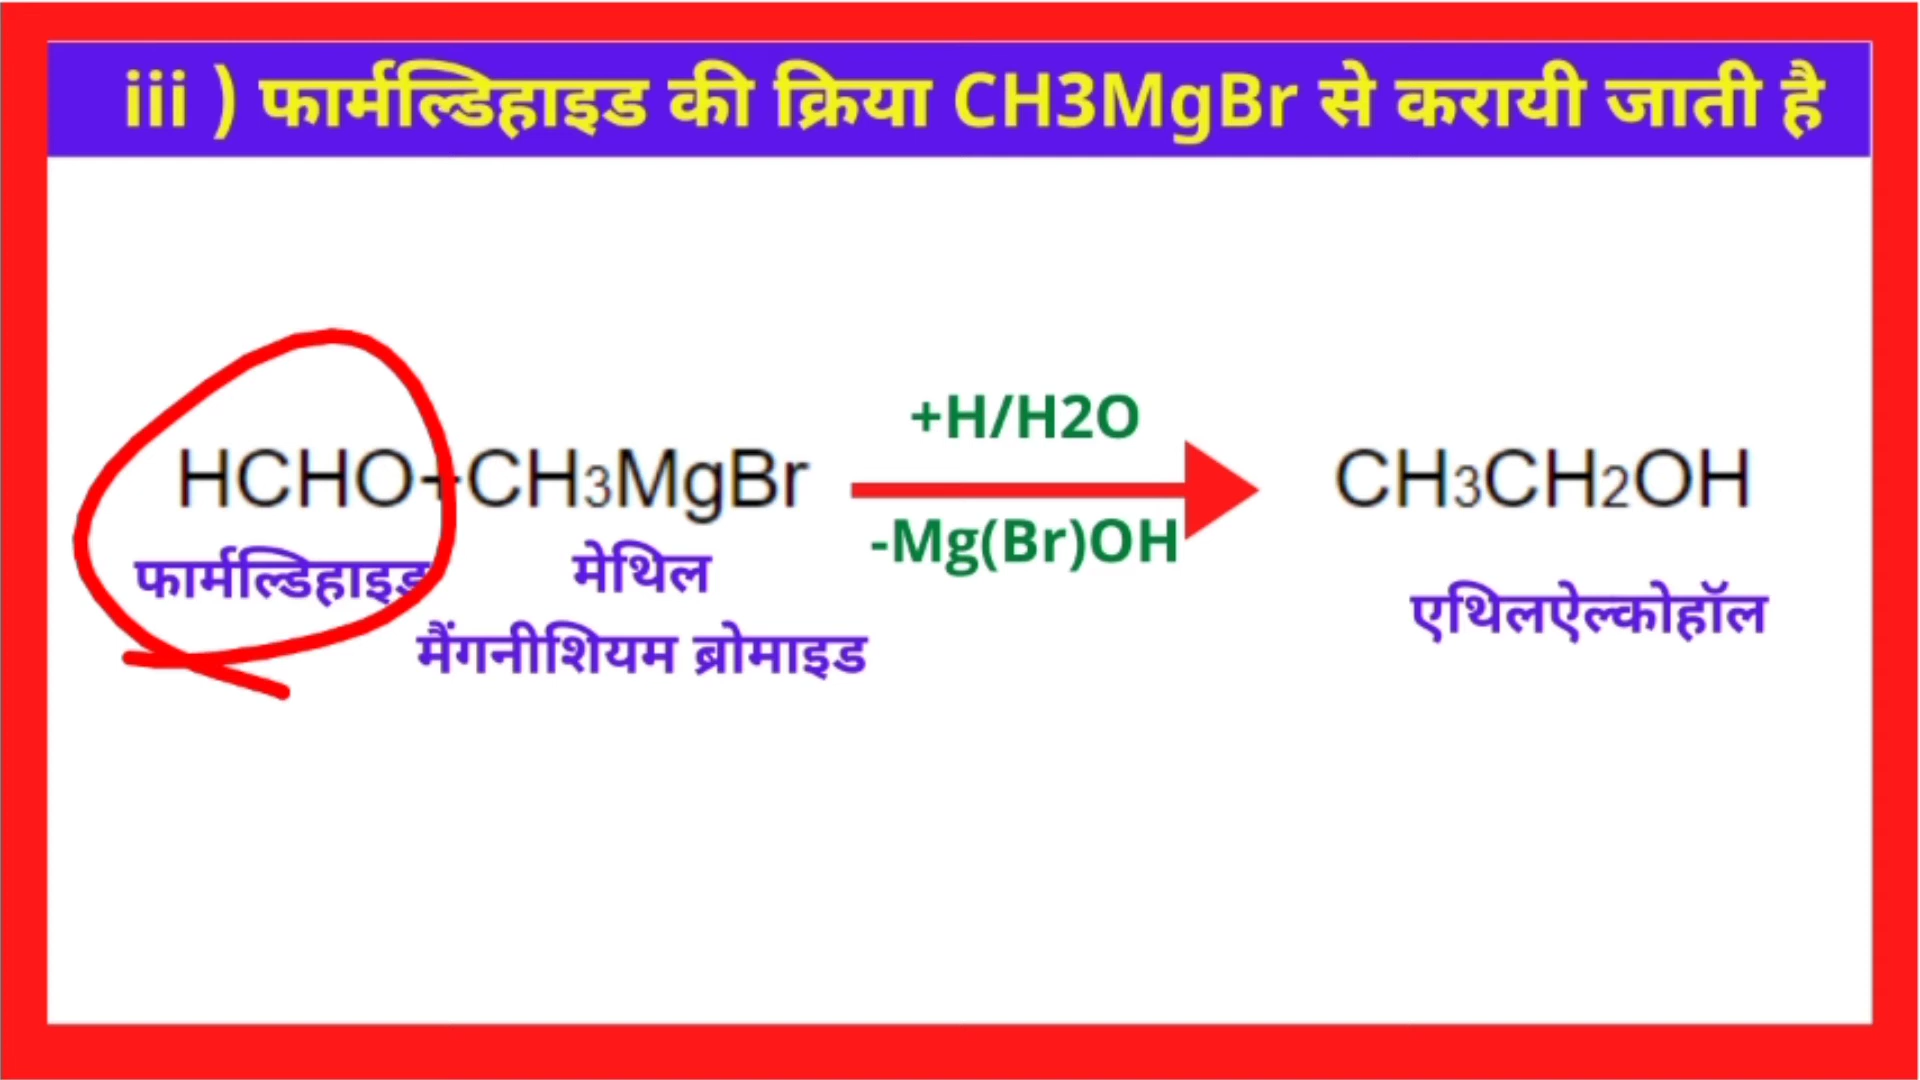 iii ) फार्मल्डिहाइड की क्रिया CH3MgBr से करायी जाती है
+H/H2O
HCHO+CH3MgBr CH3CH2OH
-Mg(Br)OH
फार्मल्डिहाइड मेथिल एथिलऐल्कोहॉल
मैंगनीशियम ब्रोमाइड